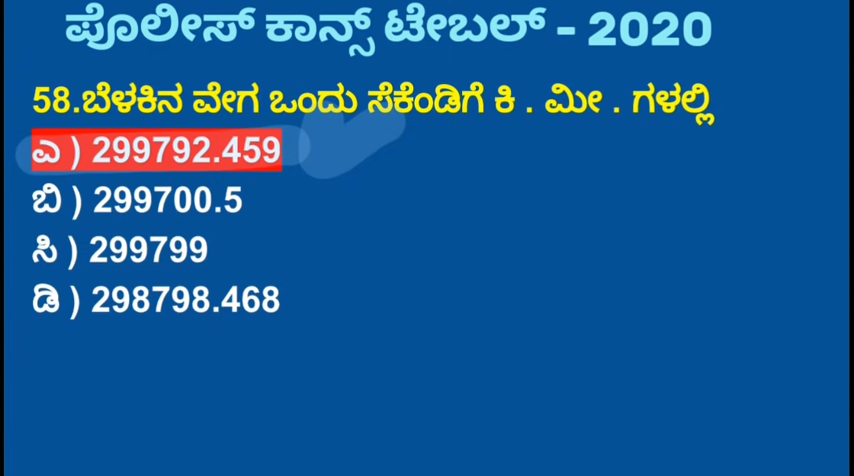 ಪೊಲೀಸ್ ಕಾನ್ಸ್ ಟೇಬಲ್ - 2020
58.ಬೆಳಕಿನ ವೇಗ ಒಂದು ಸೆಕೆಂಡಿಗೆ ಕಿ . ಮೀ . ಗಳಲ್ಲಿ
ಎ ) 299792.459
ಬಿ ) 299700.5
ಸಿ ) 299799
ಡಿ ) 298798.468